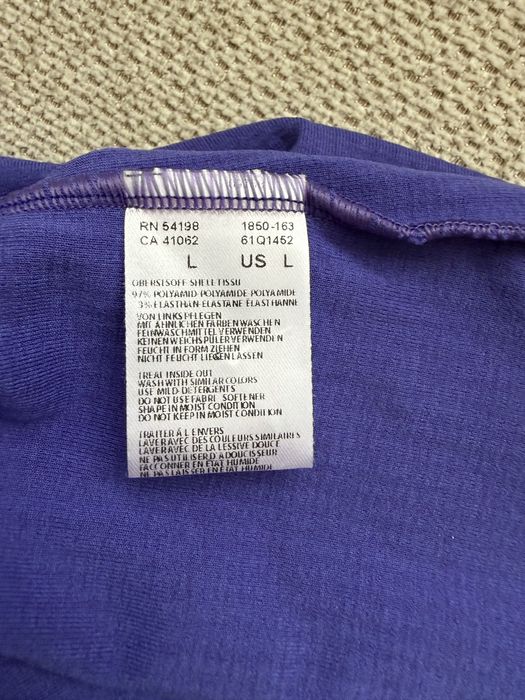 RN 54198 1850-163
CA 41062 61Q1452
L US L
OBERSTOFF SHELL TISSU
97% POLYAMID POLYAMIDE POLYAMIDE
3% ELASTHAN ELASTANE ELASTHANNE
VON LINKS PFLEGEN
MIT ÄHNLICHEN FARBEN WASCHEN
FEINWASCHMITTEL VERWENDEN
KEINEN WEICHSPÜLER VERWENDEN
FEUCHT IN FORM ZIEHEN
NICHT FEUCHT LIEGEN LASSEN
TREAT INSIDE OUT
WASH WITH SIMILAR COLORS
USE MILD DETERGENTS
DO NOT USE FABRI SOFTENER
SHAPE IN MOIST CONDITION
DO NOT KEEP IN MOIST CONDITION
TRAITER À L ENVERS
LAVER AVEC DES COULEURS SIMILAIRES
LAVER AVEC DE LA LESSIVE DOUCE
NE PAS UTILISER D ADOUCISSEUR
FACONNER EN ETAT HUMIDE
NE PAS LAISSER EN ETAT HUMIDE